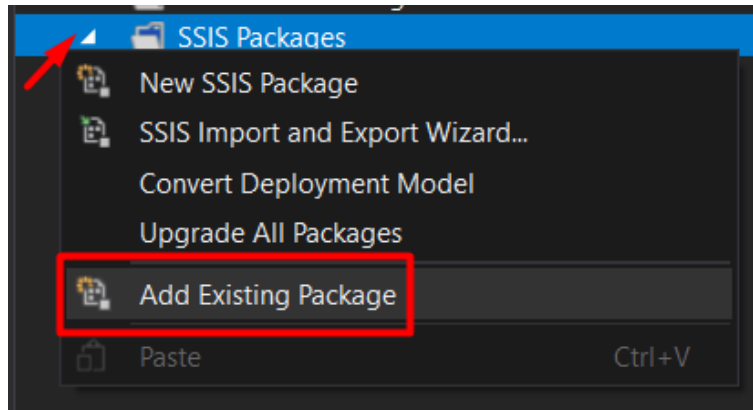 SSIS Packages
New SSIS Package
SSIS Import and Export Wizard...
Convert Deployment Model
Upgrade All Packages
Add Existing Package
Paste Ctrl+V